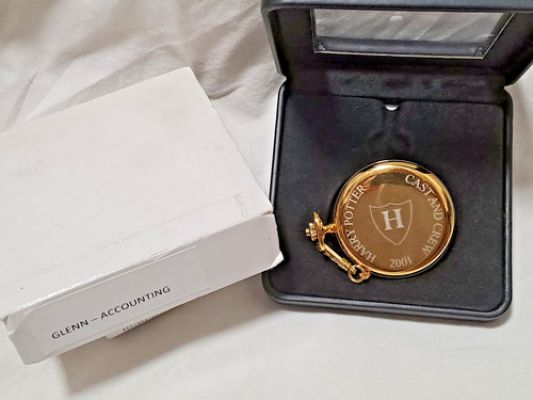 HARRY POTTER
CAST AND CREW
H
2001
GLENN – ACCOUNTING